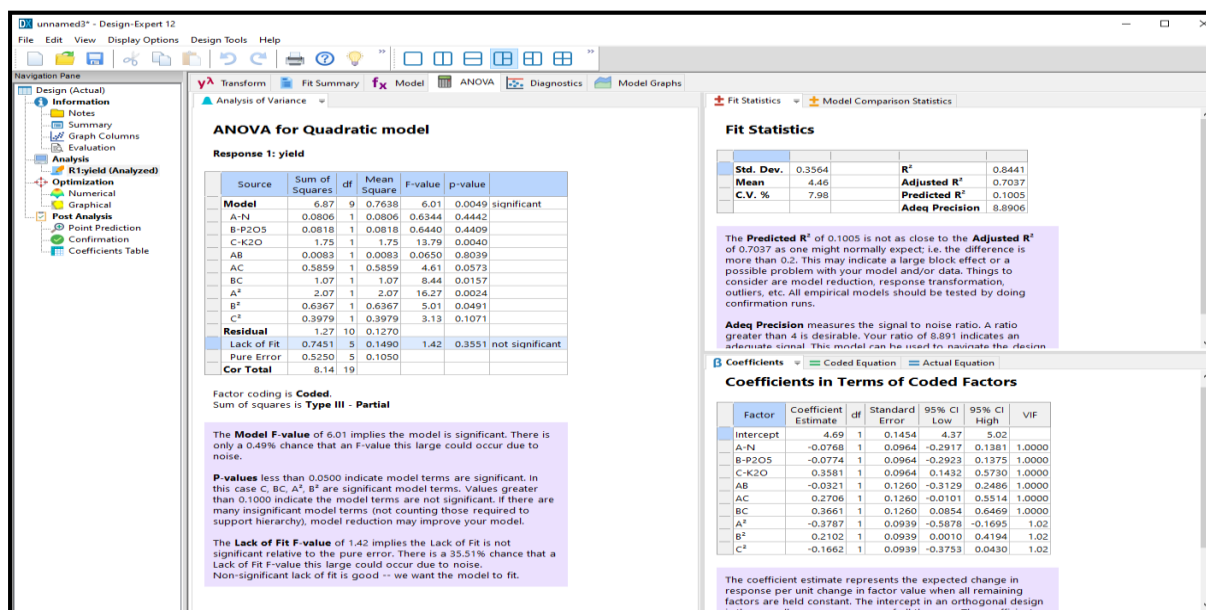 unnamed3* - Design-Expert 12
File Edit View Display Options Design Tools Help
Navigation Pane
Design (Actual)
Information
Notes
Summary
Graph Columns
Evaluation
Analysis
R1:yield (Analyzed)
Optimization
Numerical
Graphical
Post Analysis
Point Prediction
Confirmation
Coefficients Table
yλ Transform Fit Summary fx Model ANOVA Diagnostics Model Graphs
Analysis of Variance
ANOVA for Quadratic model
Response 1: yield
Source Sum of Squares df Mean Square F-value p-value
Model 6.87 9 0.7638 6.01 0.0049 significant
A-N 0.0806 1 0.0806 0.6344 0.4442
B-P2O5 0.0818 1 0.0818 0.6440 0.4409
C-K2O 1.75 1 1.75 13.79 0.0040
AB 0.0083 1 0.0083 0.0650 0.8039
AC 0.5859 1 0.5859 4.61 0.0573
BC 1.07 1 1.07 8.44 0.0157
A² 2.07 1 2.07 16.27 0.0024
B² 0.6367 1 0.6367 5.01 0.0491
C² 0.3979 1 0.3979 3.13 0.1071
Residual 1.27 10 0.1270
Lack of Fit 0.7451 5 0.1490 1.42 0.3551 not significant
Pure Error 0.5250 5 0.1050
Cor Total 8.14 19
Factor coding is Coded.
Sum of squares is Type III - Partial
The Model F-value of 6.01 implies the model is significant. There is
only a 0.49% chance that an F-value this large could occur due to
noise.
P-values less than 0.0500 indicate model terms are significant. In
this case C, BC, A², B² are significant model terms. Values greater
than 0.1000 indicate the model terms are not significant. If there are
many insignificant model terms (not counting those required to
support hierarchy), model reduction may improve your model.
The Lack of Fit F-value of 1.42 implies the Lack of Fit is not
significant relative to the pure error. There is a 35.51% chance that a
Lack of Fit F-value this large could occur due to noise.
Non-significant lack of fit is good -- we want the model to fit.
Fit Statistics Model Comparison Statistics
Fit Statistics
Std. Dev. 0.3564 R² 0.8441
Mean 4.46 Adjusted R² 0.7037
C.V. % 7.98 Predicted R² 0.1005
Adeq Precision 8.8906
The Predicted R² of 0.1005 is not as close to the Adjusted R²
of 0.7037 as one might normally expect; i.e. the difference is
more than 0.2. This may indicate a large block effect or a
possible problem with your model and/or data. Things to
consider are model reduction, response transformation,
outliers, etc. All empirical models should be tested by doing
confirmation runs.
Adeq Precision measures the signal to noise ratio. A ratio
greater than 4 is desirable. Your ratio of 8.891 indicates an
adequate signal. This model can be used to navigate the design
Coefficients Coded Equation Actual Equation
Coefficients in Terms of Coded Factors
Factor Coefficient Estimate df Standard Error 95% CI Low 95% CI High VIF
Intercept 4.69 1 0.1454 4.37 5.02
A-N -0.0768 1 0.0964 -0.2917 0.1381 1.0000
B-P2O5 -0.0774 1 0.0964 -0.2923 0.1375 1.0000
C-K2O 0.3581 1 0.0964 0.1432 0.5730 1.0000
AB -0.0321 1 0.1260 -0.3129 0.2486 1.0000
AC 0.2706 1 0.1260 -0.0101 0.5514 1.0000
BC 0.3661 1 0.1260 0.0854 0.6469 1.0000
A² -0.3787 1 0.0939 -0.5878 -0.1695 1.02
B² 0.2102 1 0.0939 0.0010 0.4194 1.02
C² -0.1662 1 0.0939 -0.3753 0.0430 1.02
The coefficient estimate represents the expected change in
response per unit change in factor value when all remaining
factors are held constant. The intercept in an orthogonal design